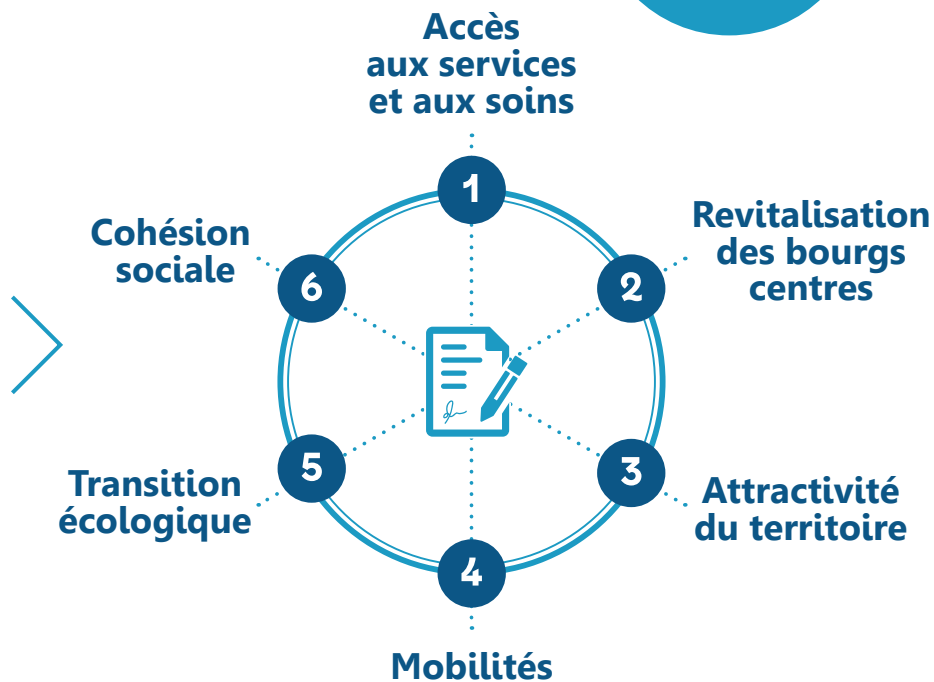 Accès
aux services
et aux soins
1
Revitalisation
des bourgs
centres
2
Attractivité
du territoire
3
4
Mobilités
5
Transition
écologique
6
Cohésion
sociale